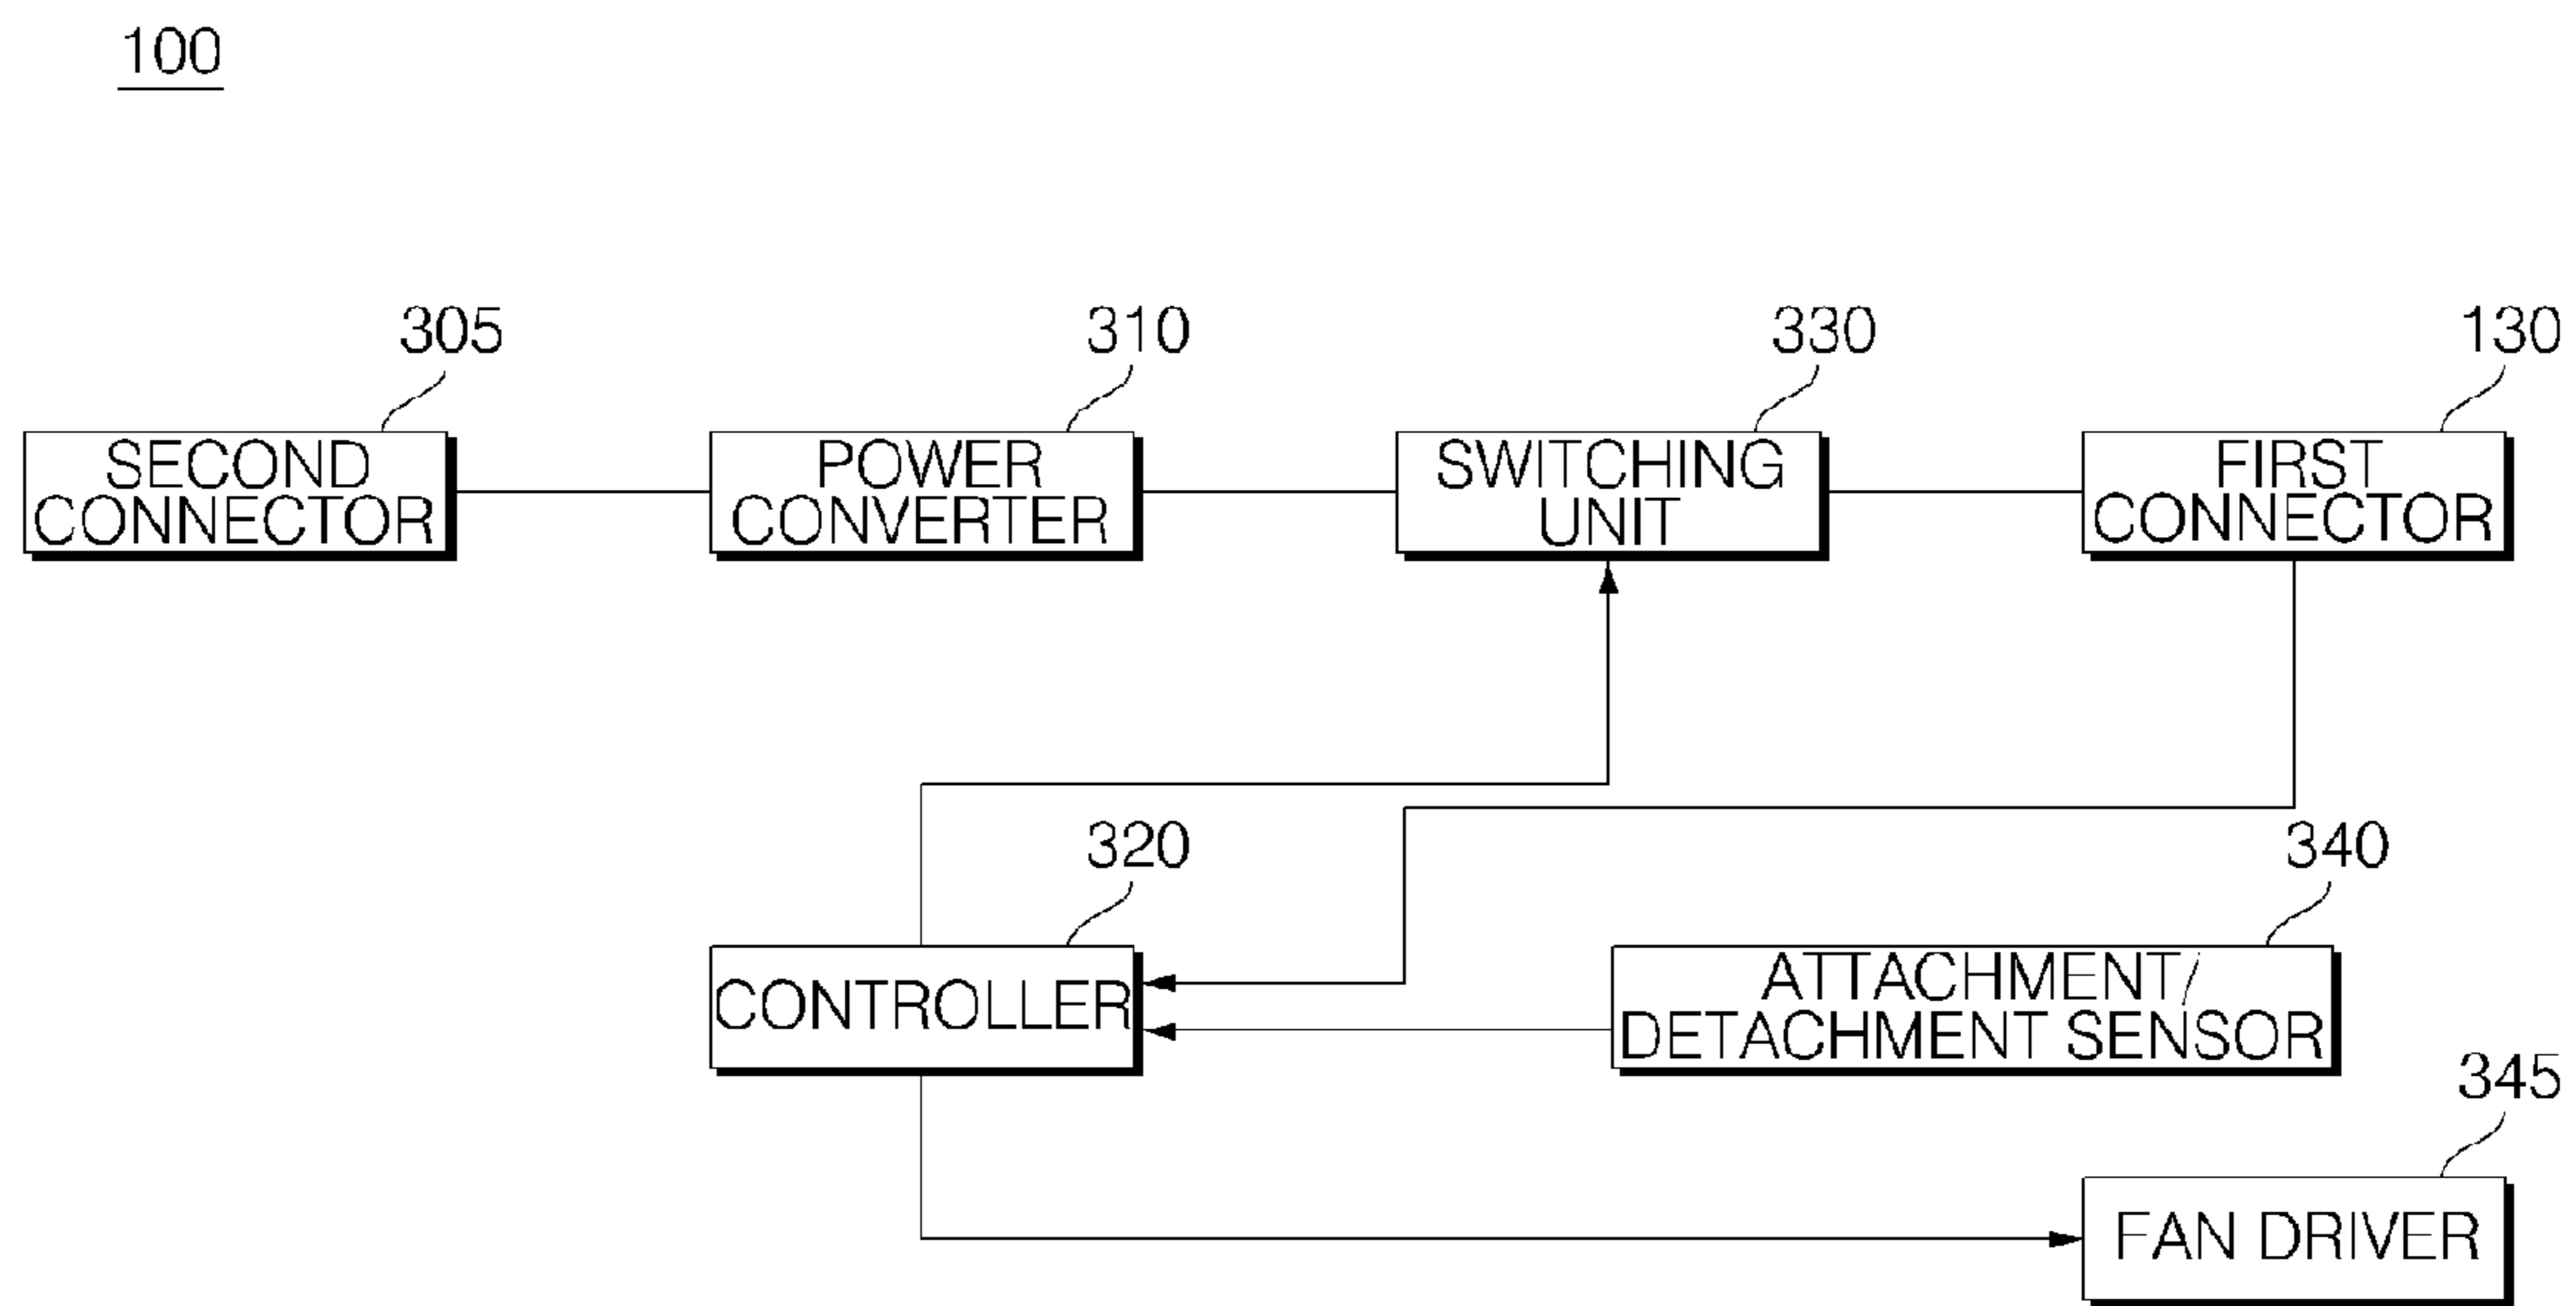 100
305
310
330
130
SECOND
CONNECTOR
POWER
CONVERTER
SWITCHING
UNIT
FIRST
CONNECTOR
320
340
CONTROLLER
ATTACHMENT/
DETACHMENT SENSOR
345
FAN DRIVER